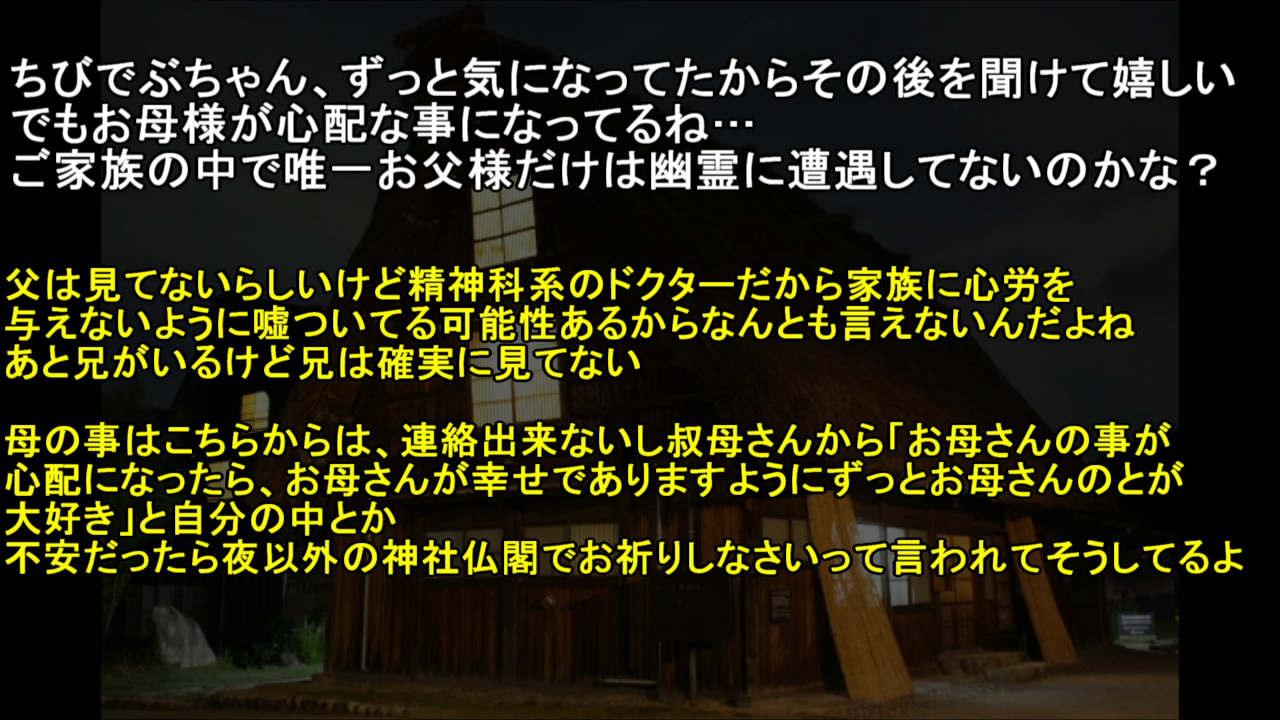 ちびでぶちゃん、ずっと気になってたからその後を聞けて嬉しい
でもお母様が心配な事になってるね…
ご家族の中で唯一お父様だけは幽霊に遭遇してないのかな？
父は見てないらしいけど精神科系のドクターだから家族に心労を
与えないように嘘ついてる可能性あるからなんとも言えないんだよね
あと兄がいるけど兄は確実に見てない
母の事はこちらからは、連絡出来ないし叔母さんから「お母さんの事が
心配になったら、お母さんが幸せでありますようにずっとお母さんのとが
大好き」と自分の中とか
不安だったら夜以外の神社仏閣でお祈りしなさいって言われてそうしてるよ